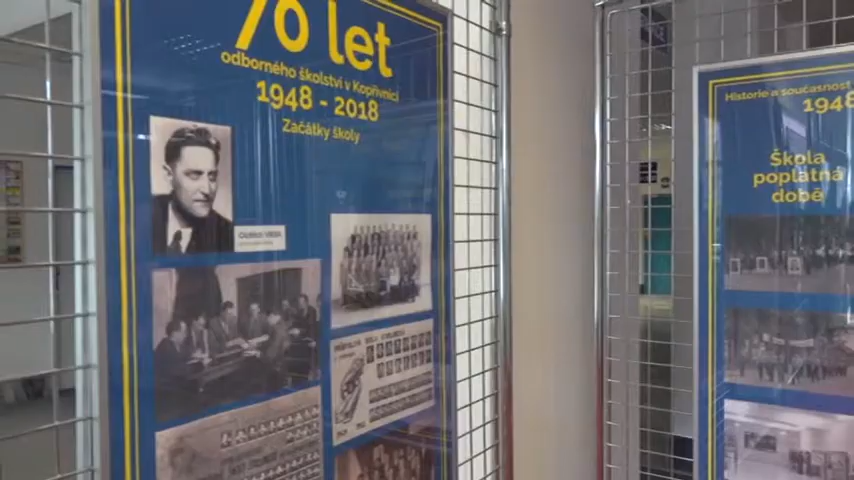 70 let
odborného školství v Kopřivnici
1948 - 2018
Začátky školy
Historie a současnost
1948
Škola
poplatná
době